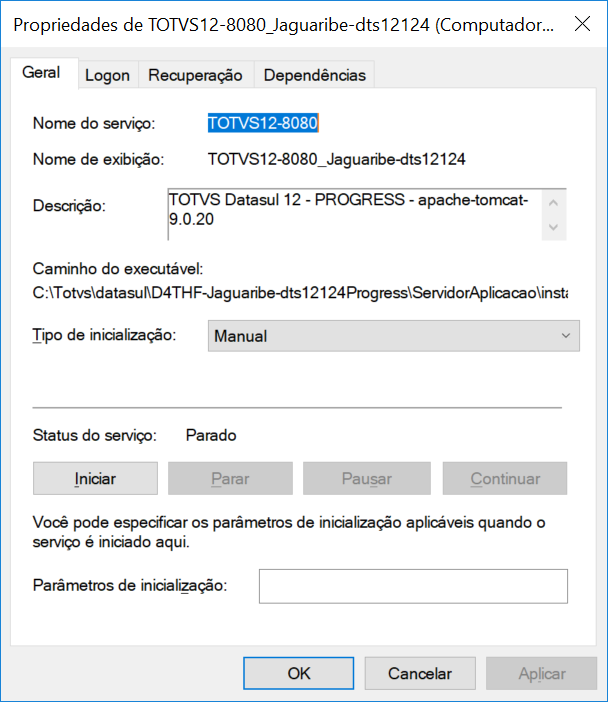 Propriedades de TOTVS12-8080_Jaguaribe-dts12124 (Computador...
Geral Logon Recuperação Dependências
Nome do serviço: TOTVS12-8080
Nome de exibição: TOTVS12-8080_Jaguaribe-dts12124
Descrição: TOTVS Datasul 12 - PROGRESS - apache-tomcat-
9.0.20
Caminho do executável:
C:\Totvs\datasul\D4THF-Jaguaribe-dts12124Progress\ServidorAplicacao\insta
Tipo de inicialização: Manual
Status do serviço: Parado
Iniciar Parar Pausar Continuar
Você pode especificar os parâmetros de inicialização aplicáveis quando o
serviço é iniciado aqui.
Parâmetros de inicialização:
OK Cancelar Aplicar